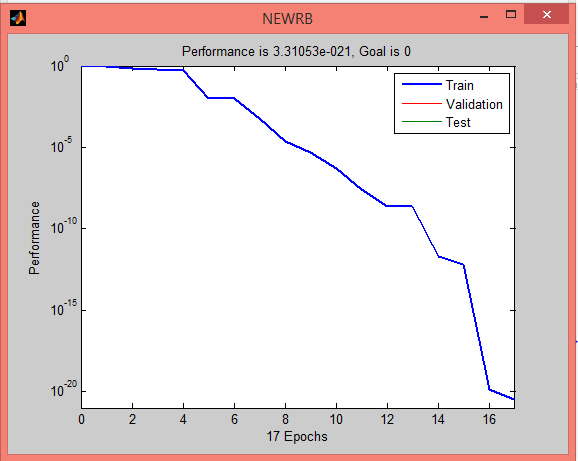 NEWRB
Performance is 3.31053e-021, Goal is 0
Train
Validation
Test
Performance
10^0
10^-5
10^-10
10^-15
10^-20
0 2 4 6 8 10 12 14 16
17 Epochs